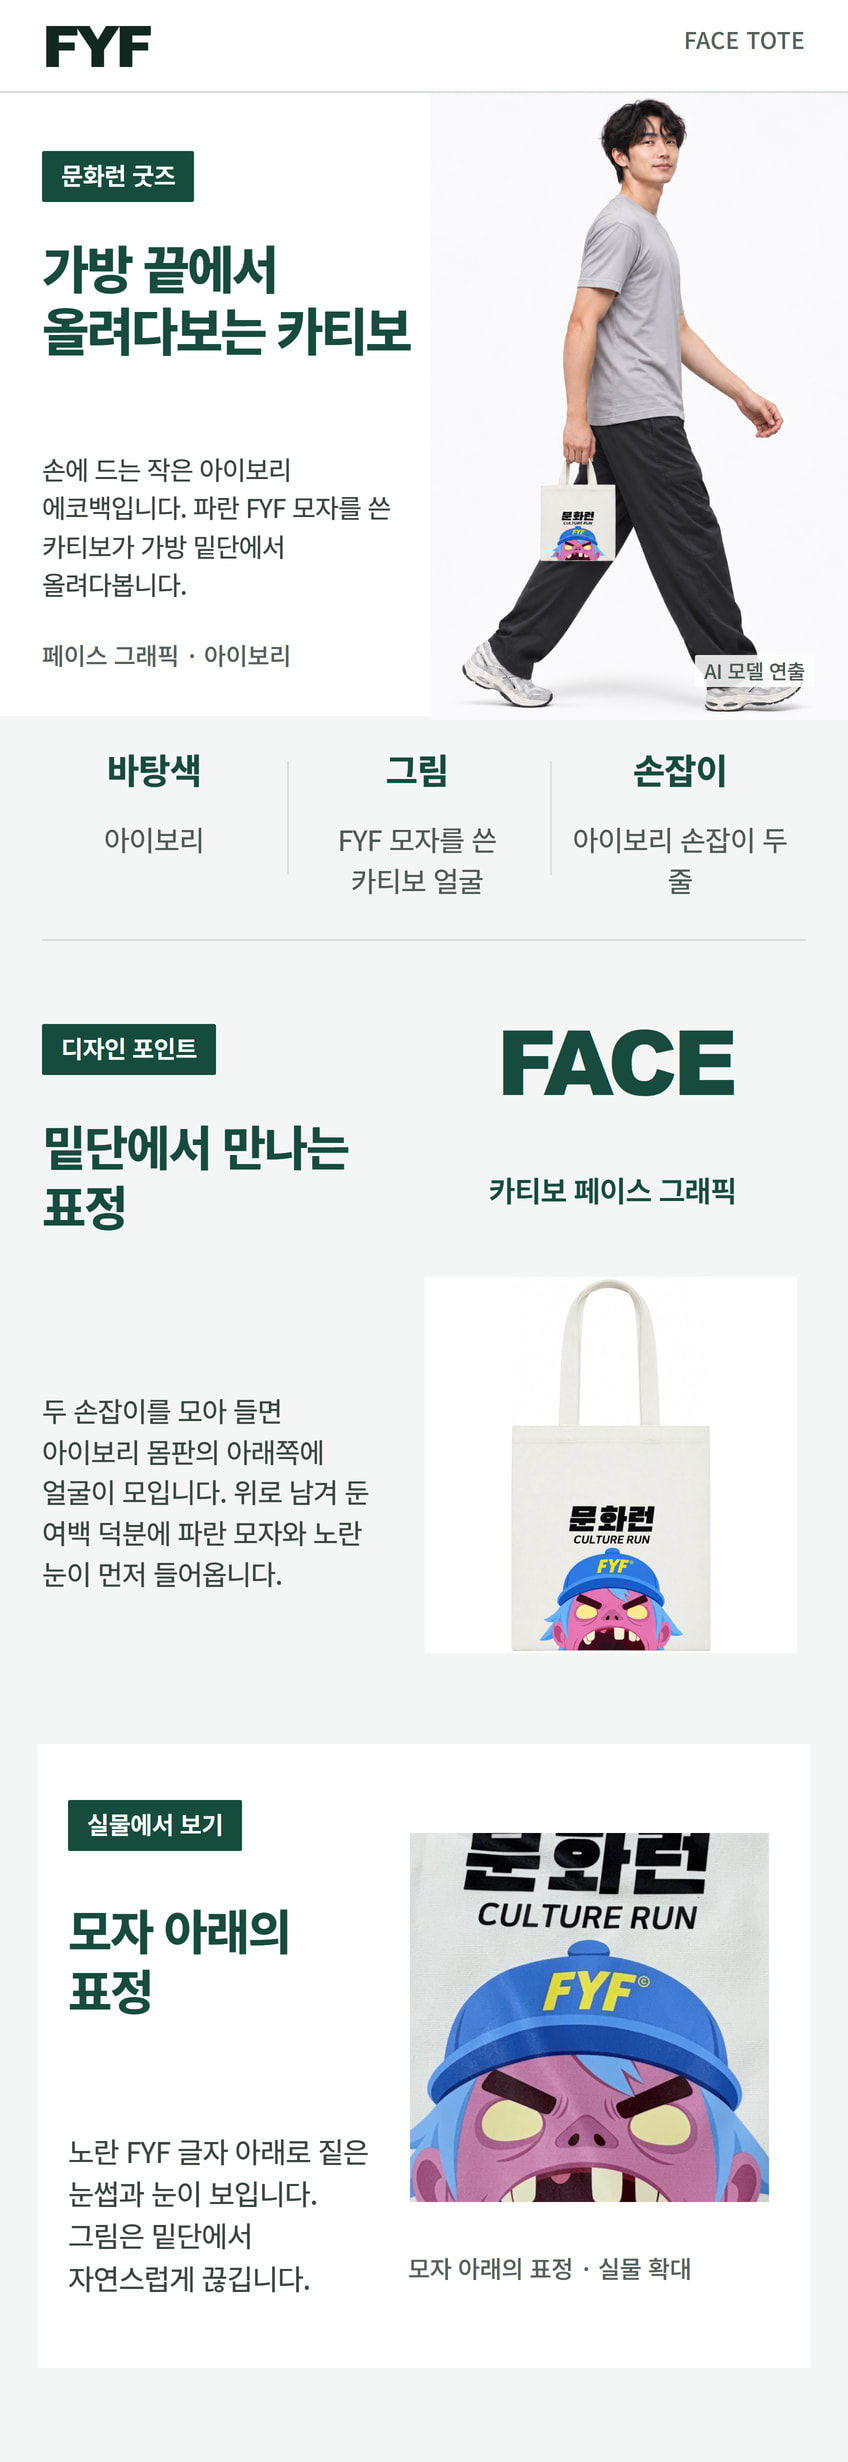 FYF
FACE TOTE
문화런 굿즈
가방 끝에서
올려다보는 카티보
손에 드는 작은 아이보리
에코백입니다. 파란 FYF 모자를 쓴
카티보가 가방 밑단에서
올려다봅니다.
페이스 그래픽 · 아이보리
문화런
CULTURE RUN
FYF
AI 모델 연출
바탕색
아이보리
그림
FYF 모자를 쓴
카티보 얼굴
손잡이
아이보리 손잡이 두
줄
디자인 포인트
밑단에서 만나는
표정
두 손잡이를 모아 들면
아이보리 몸판의 아래쪽에
얼굴이 모입니다. 위로 남겨 둔
여백 덕분에 파란 모자와 노란
눈이 먼저 들어옵니다.
FACE
카티보 페이스 그래픽
문화런
CULTURE RUN
FYF
실물에서 보기
모자 아래의
표정
노란 FYF 글자 아래로 짙은
눈썹과 눈이 보입니다.
그림은 밑단에서
자연스럽게 끊깁니다.
문화런
CULTURE RUN
FYF©
모자 아래의 표정 · 실물 확대